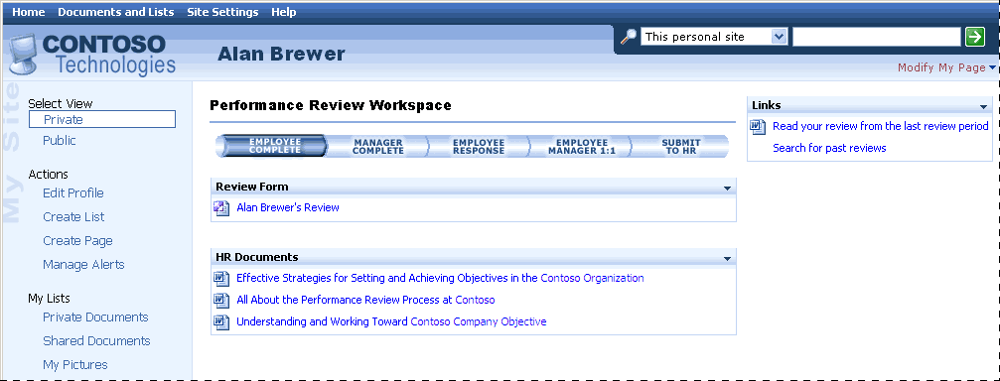 Home Documents and Lists Site Settings Help
CONTOSO
Technologies
Alan Brewer
This personal site
Modify My Page
My Site
Select View
Private
Public
Actions
Edit Profile
Create List
Create Page
Manage Alerts
My Lists
Private Documents
Shared Documents
My Pictures
Performance Review Workspace
EMPLOYEE
COMPLETE
MANAGER
COMPLETE
EMPLOYEE
RESPONSE
EMPLOYEE
MANAGER 1:1
SUBMIT
TO HR
Review Form
Alan Brewer's Review
HR Documents
Effective Strategies for Setting and Achieving Objectives in the Contoso Organization
All About the Performance Review Process at Contoso
Understanding and Working Toward Contoso Company Objective
Links
Read your review from the last review period
Search for past reviews